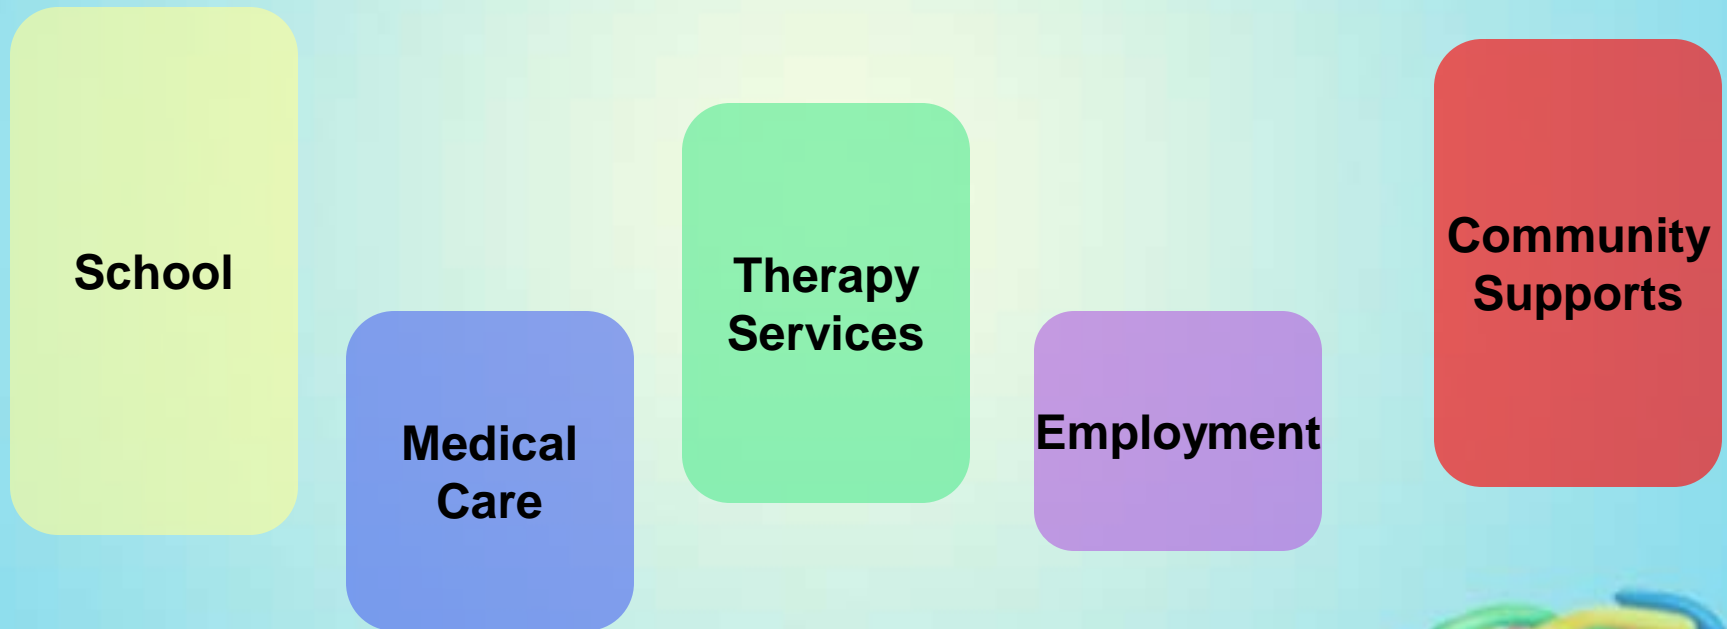 School
Medical
Care
Therapy
Services
Employment
Community
Supports